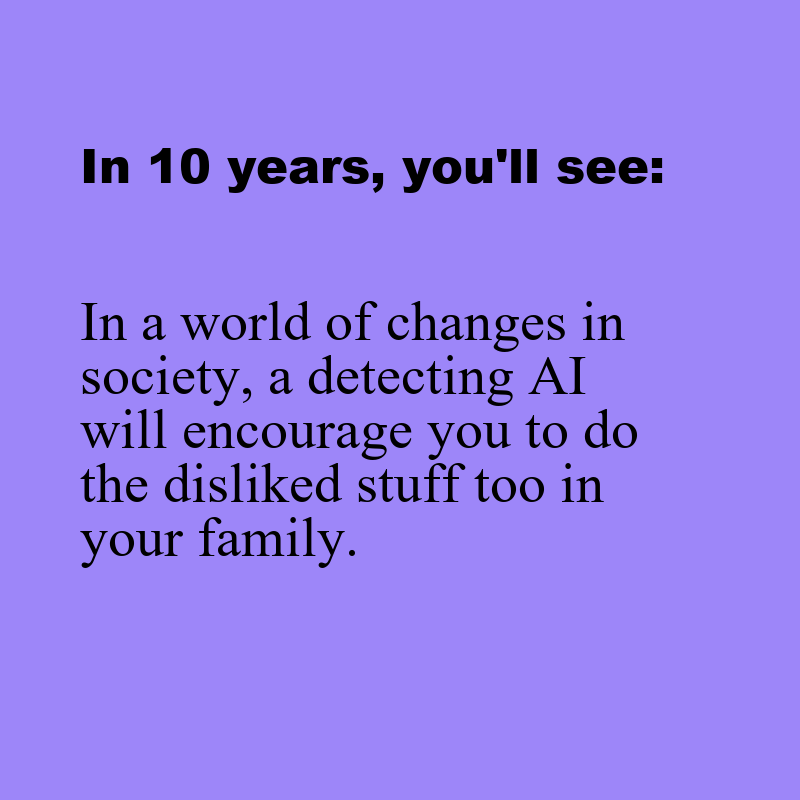 In 10 years, you'll see:
In a world of changes in
society, a detecting AI
will encourage you to do
the disliked stuff too in
your family.